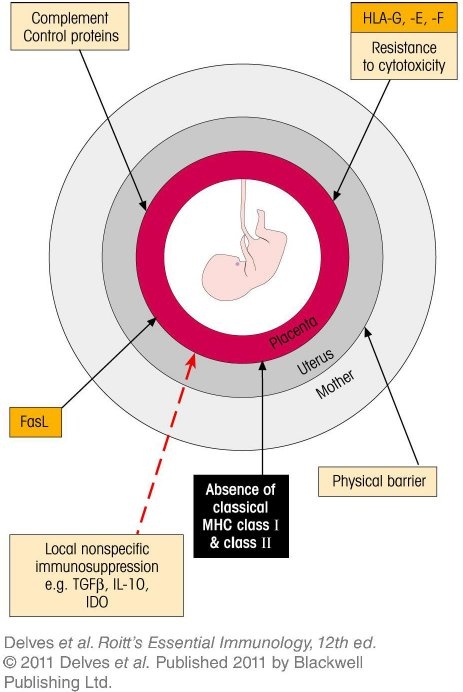 Complement
Control proteins
HLA-G, -E, -F
Resistance
to cytotoxicity
Placenta
Uterus
Mother
FasL
Physical barrier
Absence of
classical
MHC class I
& class II
Local nonspecific
immunosuppression
e.g. TGFβ, IL-10,
IDO
Delves et al. Roitt's Essential Immunology, 12th ed.
© 2011 Delves et al. Published 2011 by Blackwell
Publishing Ltd.